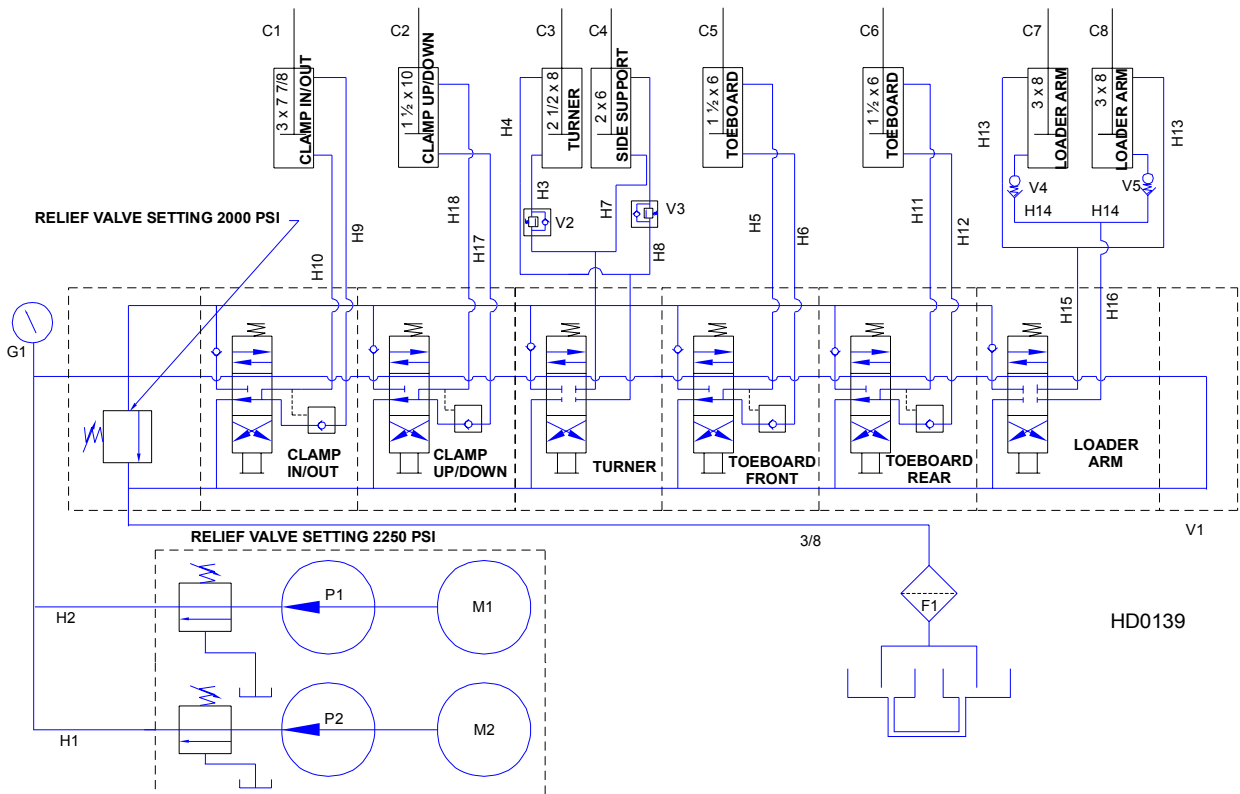 C1
C2
C3
C4
C5
C6
C7
C8
3 x 7 7/8
CLAMP IN/OUT
1 ½ x 10
CLAMP UP/DOWN
2 1/2 x 8
TURNER
2 x 6
SIDE SUPPORT
1 ½ x 6
TOEBOARD
1 ½ x 6
TOEBOARD
3 x 8
LOADER ARM
3 x 8
LOADER ARM
H4
H13
H13
H3
V4
V5
RELIEF VALVE SETTING 2000 PSI
H9
H10
H18
H17
V2
H7
V3
H8
H5
H6
H11
H12
H14
H14
H15
H16
G1
CLAMP
IN/OUT
CLAMP
UP/DOWN
TURNER
TOEBOARD
FRONT
TOEBOARD
REAR
LOADER
ARM
RELIEF VALVE SETTING 2250 PSI
3/8
V1
P1
M1
H2
F1
HD0139
P2
M2
H1